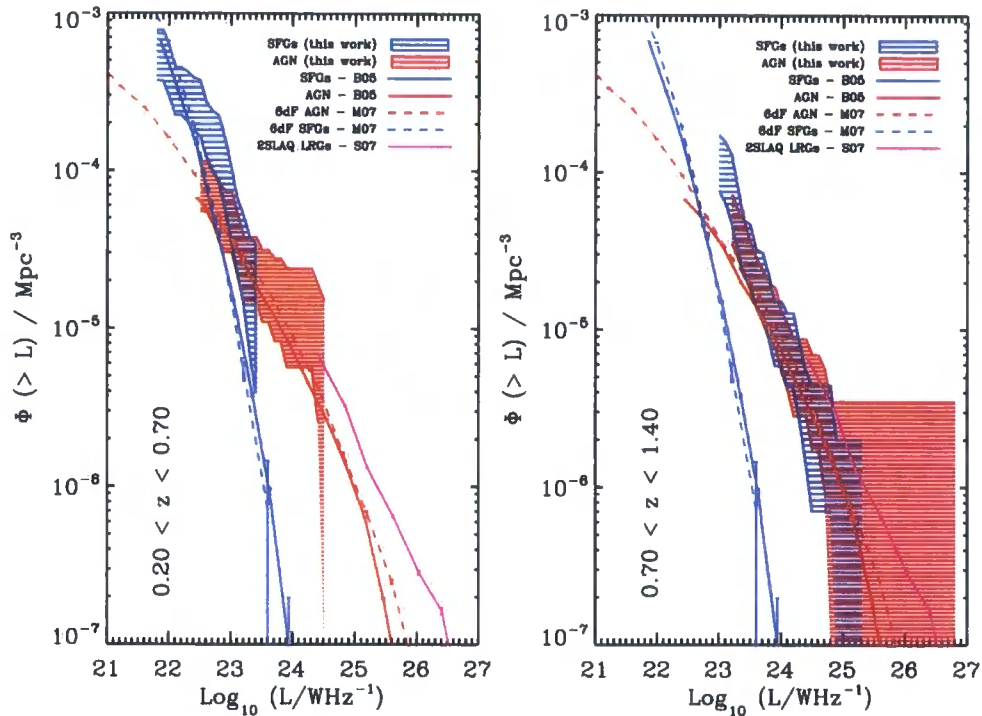 10⁻³
10⁻⁴
10⁻⁵
10⁻⁶
10⁻⁷
Φ (> L) / Mpc⁻³
SFGs (this work)
AGN (this work)
SFGs - B05
AGN - B05
6dF AGN - M07
6dF SFGs - M07
2SLAQ LRGs - S07
0.20 < z < 0.70
21 22 23 24 25 26 27
Log₁₀ (L/WHz⁻¹)
10⁻³
10⁻⁴
10⁻⁵
10⁻⁶
10⁻⁷
Φ (> L) / Mpc⁻³
SFGs (this work)
AGN (this work)
SFGs - B05
AGN - B05
6dF AGN - M07
6dF SFGs - M07
2SLAQ LRGs - S07
0.70 < z < 1.40
21 22 23 24 25 26 27
Log₁₀ (L/WHz⁻¹)